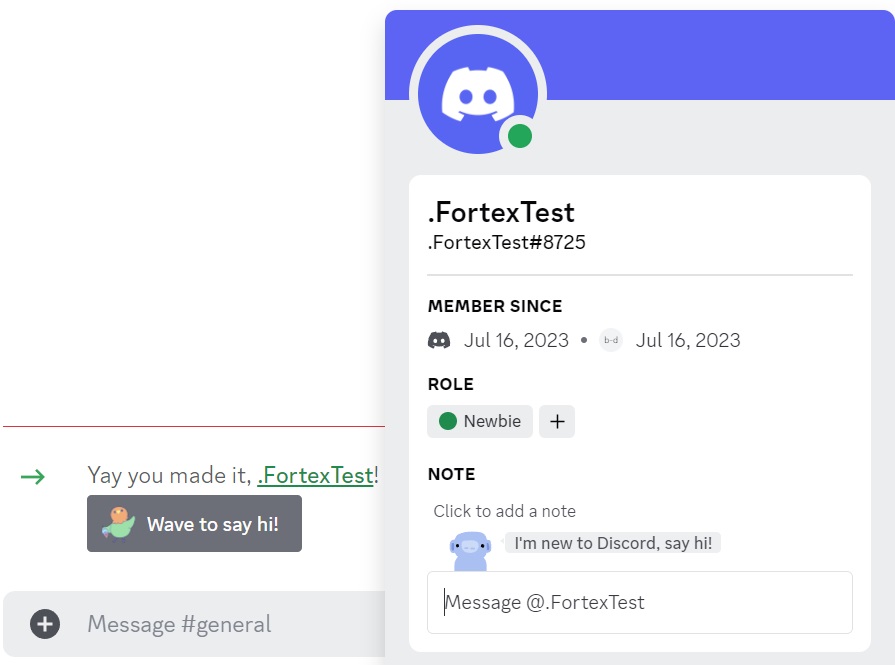 .FortexTest
.FortexTest#8725
MEMBER SINCE
Jul 16, 2023 • b-d Jul 16, 2023
ROLE
Newbie +
NOTE
Click to add a note
I'm new to Discord, say hi!
Message @.FortexTest
Yay you made it, .FortexTest!
Wave to say hi!
Message #general